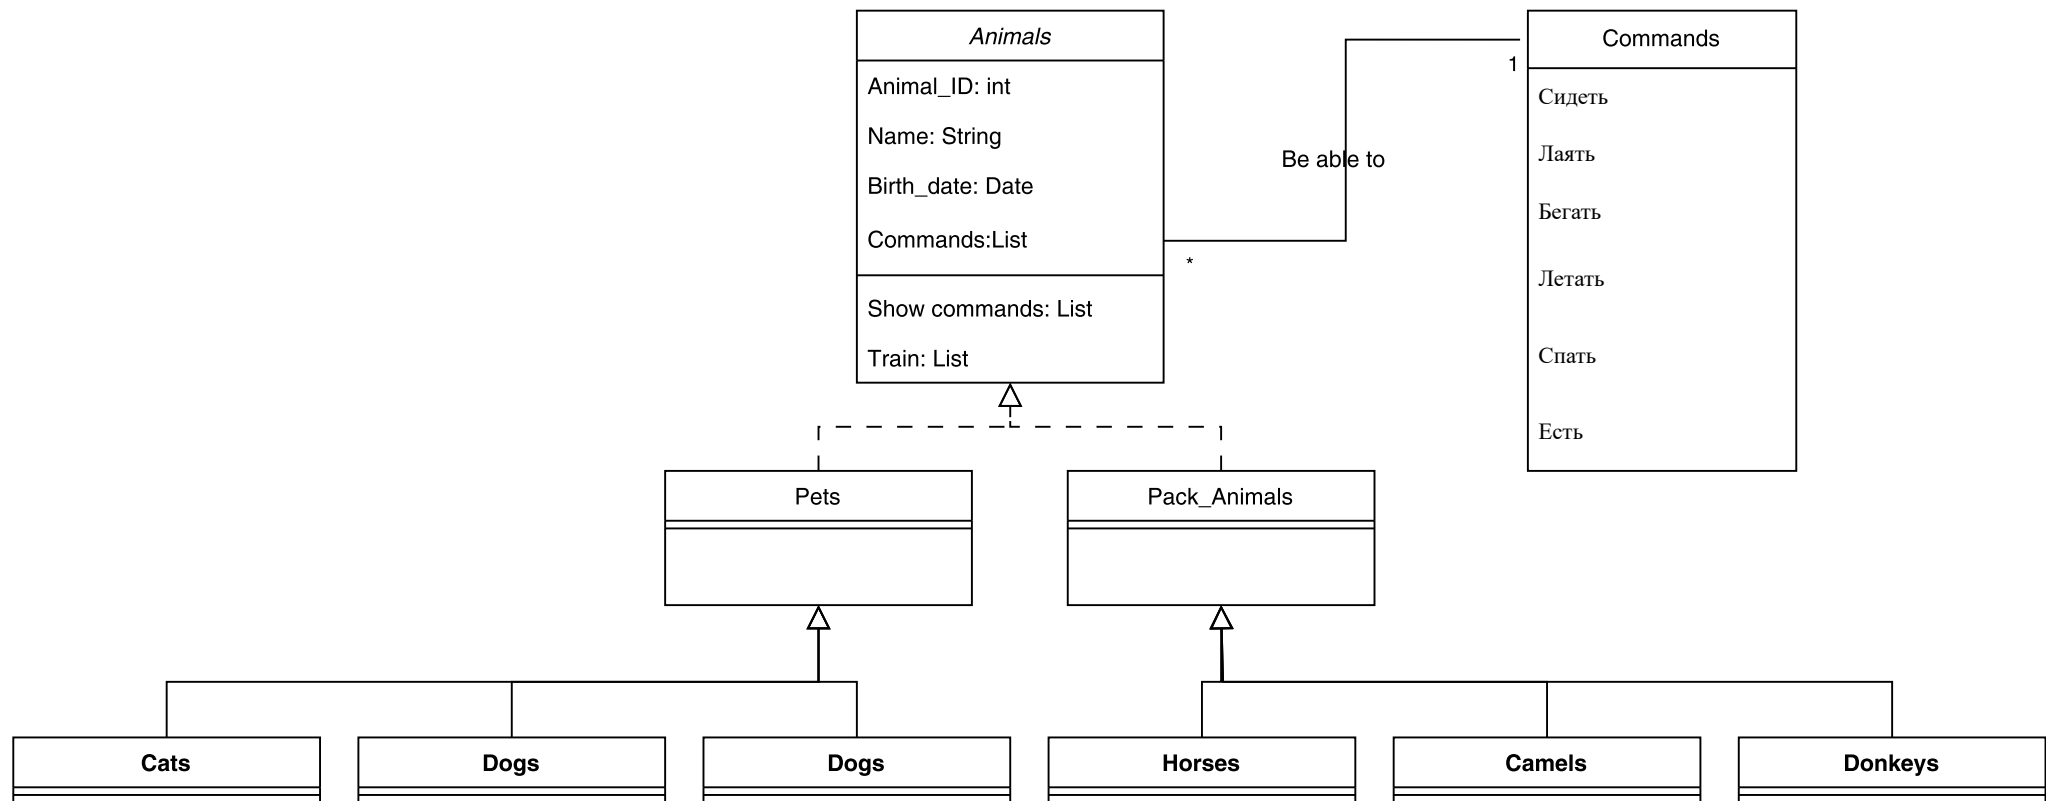 Animals
Animal_ID: int
Name: String
Birth_date: Date
Commands:List
Show commands: List
Train: List
Be able to
1
*
Commands
Сидеть
Лаять
Бегать
Летать
Спать
Есть
Pets
Pack_Animals
Cats
Dogs
Dogs
Horses
Camels
Donkeys